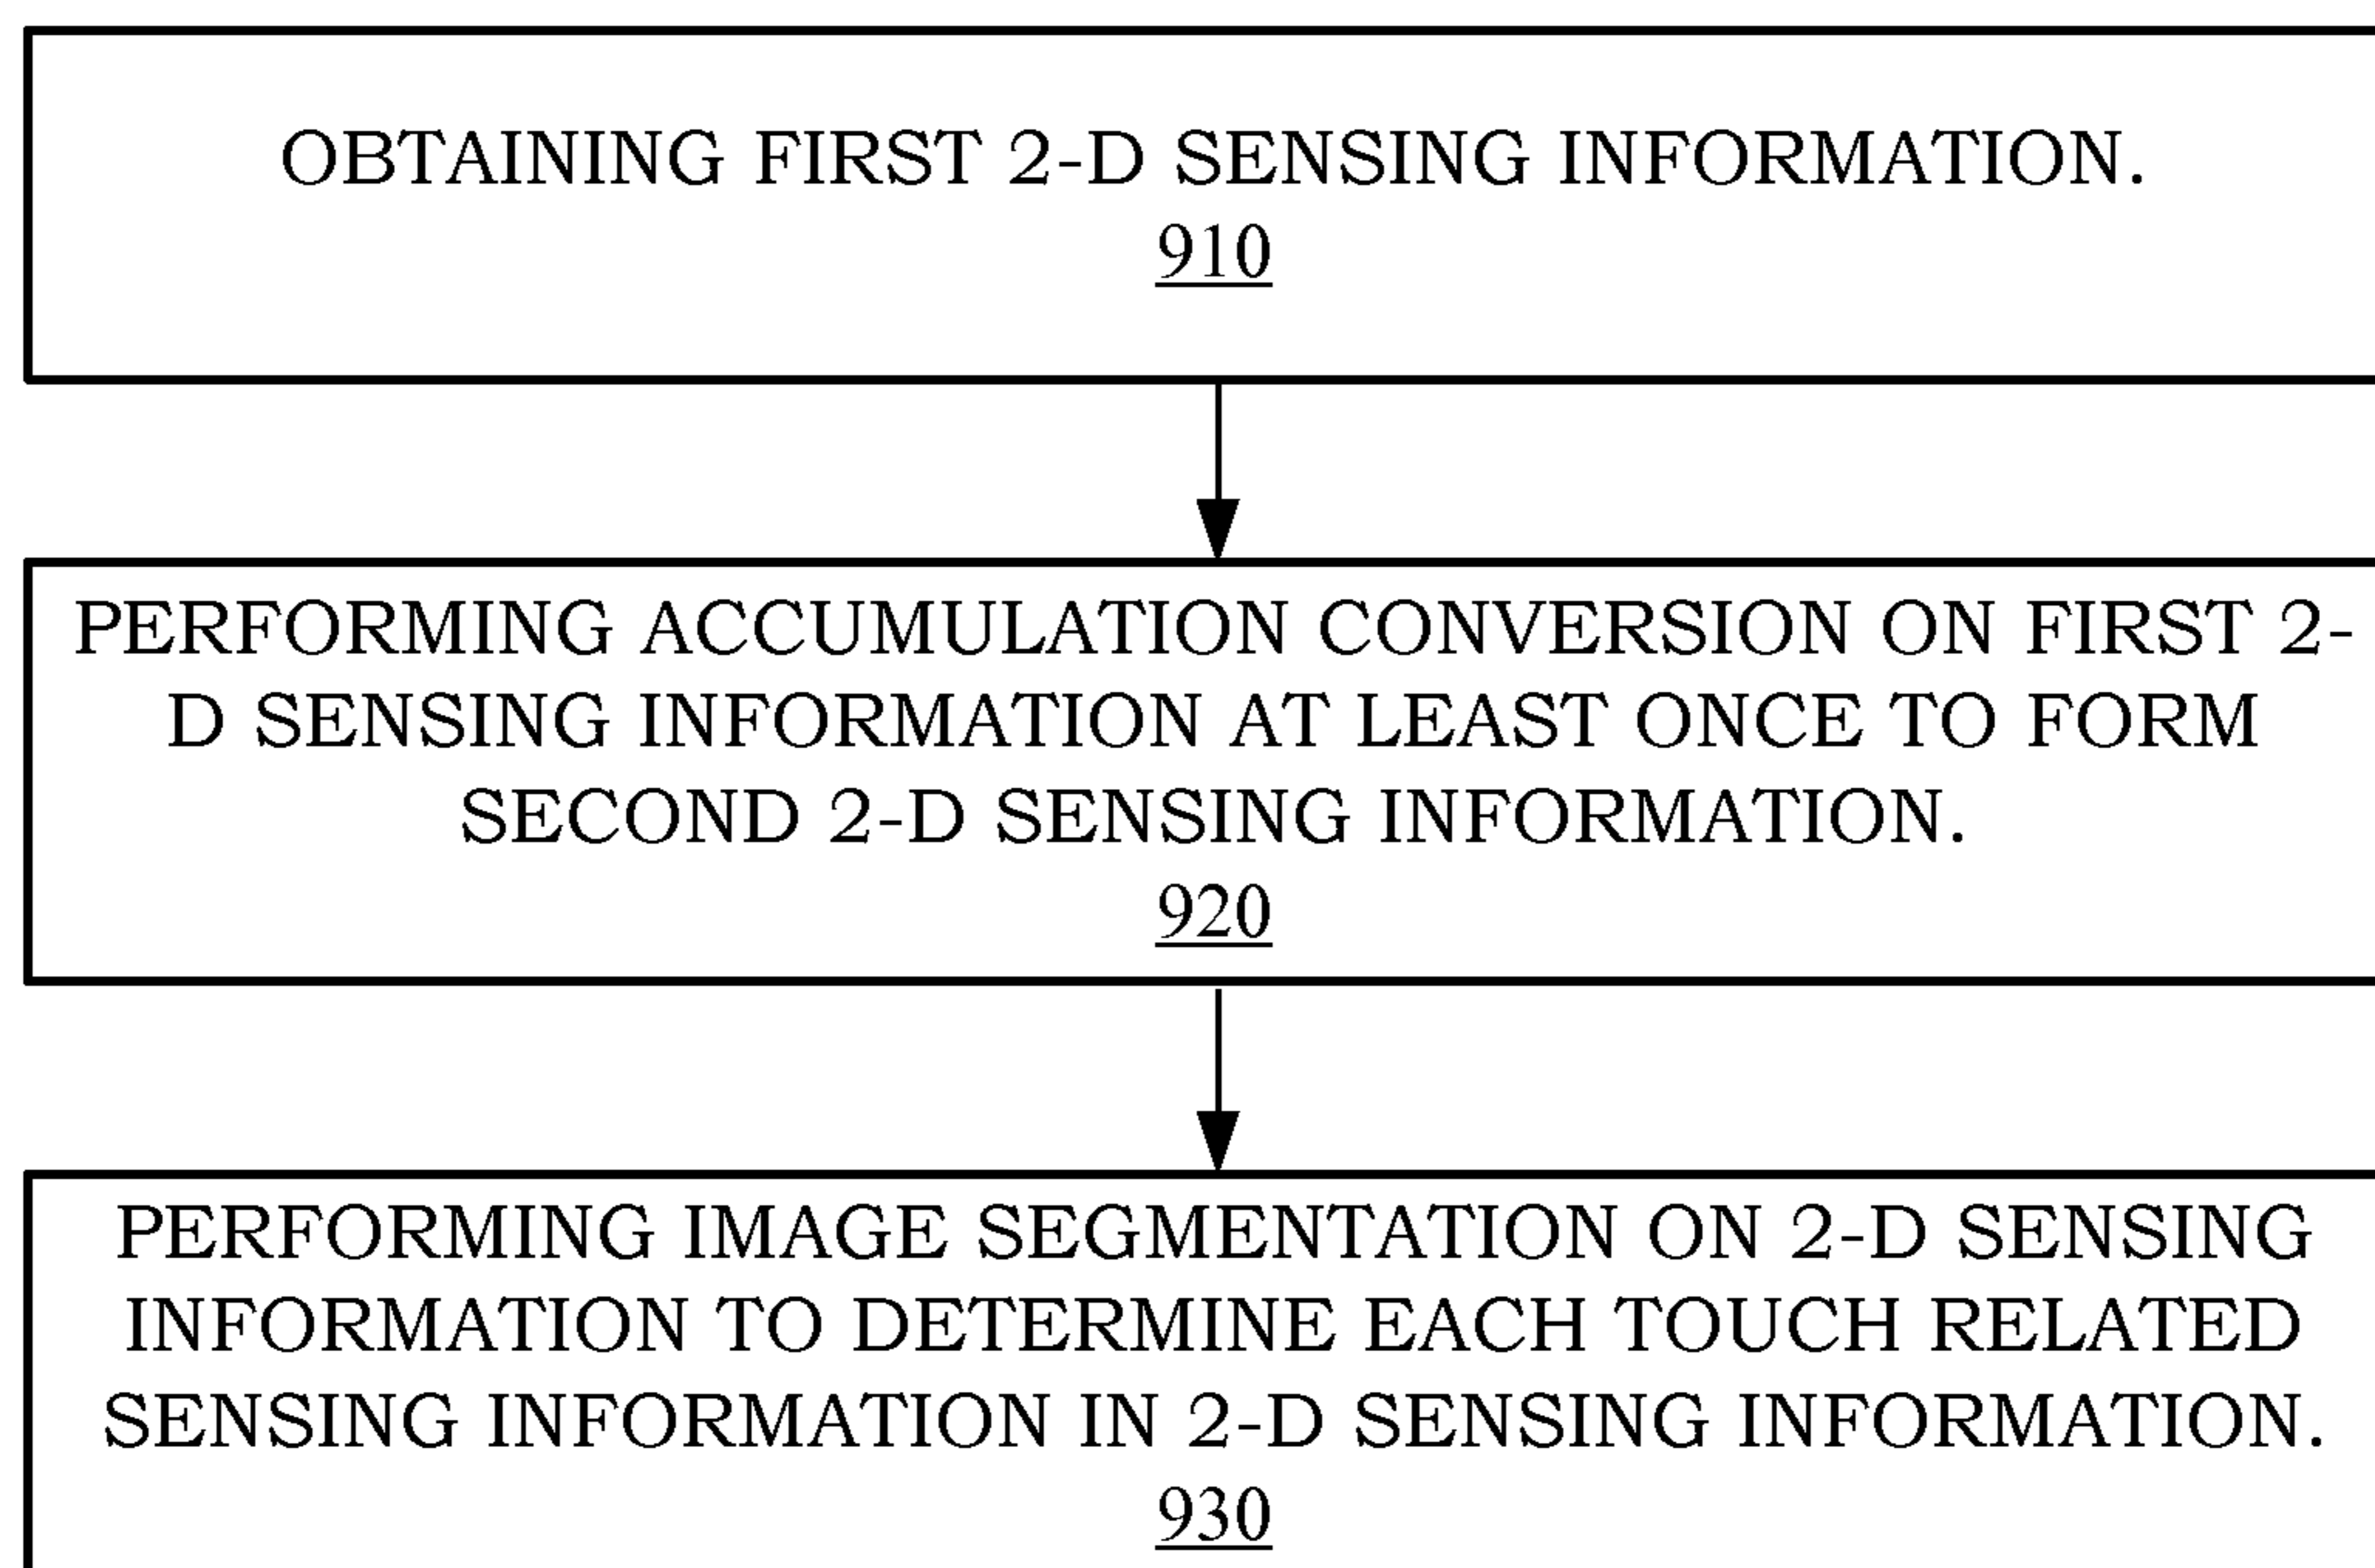 OBTAINING FIRST 2-D SENSING INFORMATION.
910
PERFORMING ACCUMULATION CONVERSION ON FIRST 2-
D SENSING INFORMATION AT LEAST ONCE TO FORM
SECOND 2-D SENSING INFORMATION.
920
PERFORMING IMAGE SEGMENTATION ON 2-D SENSING
INFORMATION TO DETERMINE EACH TOUCH RELATED
SENSING INFORMATION IN 2-D SENSING INFORMATION.
930